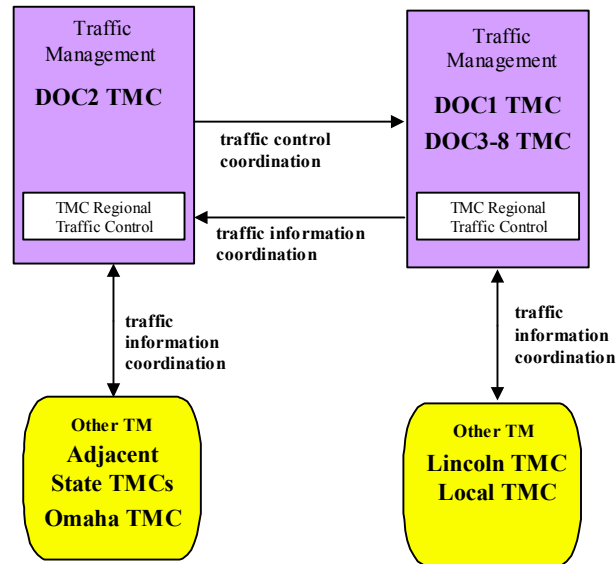 Traffic
Management
DOC2 TMC
TMC Regional
Traffic Control
traffic control
coordination
traffic information
coordination
Traffic
Management
DOC1 TMC
DOC3-8 TMC
TMC Regional
Traffic Control
traffic
information
coordination
traffic
information
coordination
Other TM
Adjacent
State TMCs
Omaha TMC
Other TM
Lincoln TMC
Local TMC